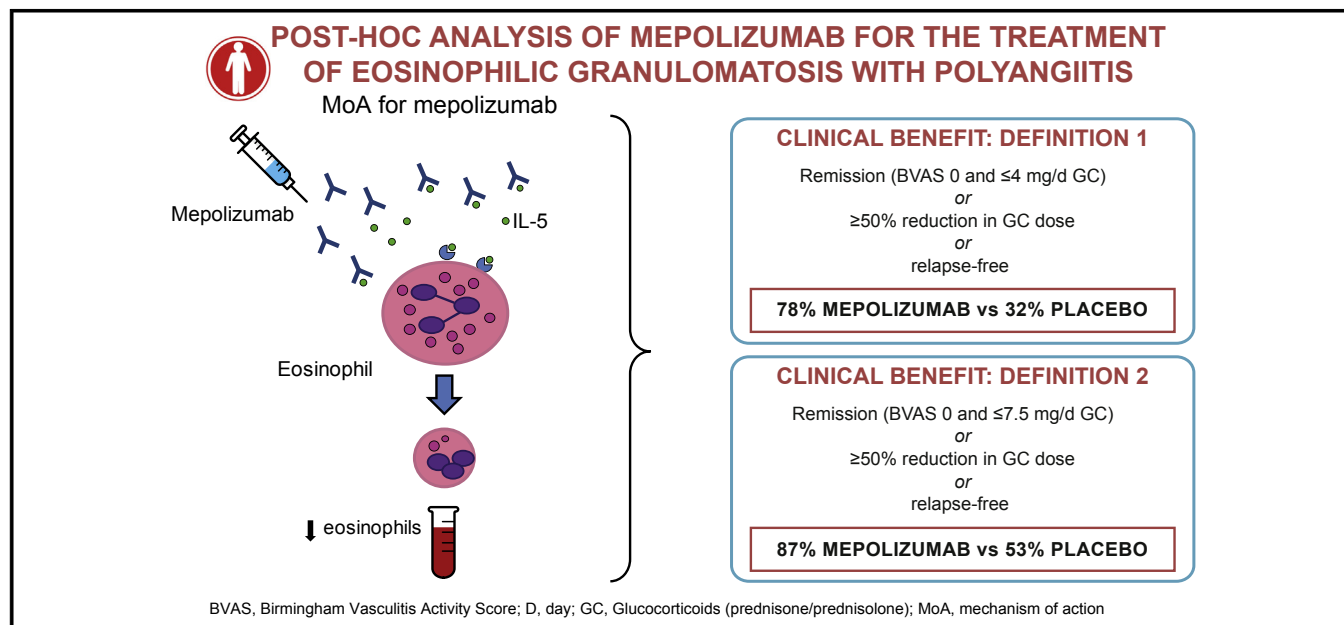 POST-HOC ANALYSIS OF MEPOLIZUMAB FOR THE TREATMENT
OF EOSINOPHILIC GRANULOMATOSIS WITH POLYANGIITIS
MoA for mepolizumab
Mepolizumab
IL-5
Eosinophil
⬇ eosinophils
CLINICAL BENEFIT: DEFINITION 1
Remission (BVAS 0 and ≤4 mg/d GC)
or
≥50% reduction in GC dose
or
relapse-free
78% MEPOLIZUMAB vs 32% PLACEBO
CLINICAL BENEFIT: DEFINITION 2
Remission (BVAS 0 and ≤7.5 mg/d GC)
or
≥50% reduction in GC dose
or
relapse-free
87% MEPOLIZUMAB vs 53% PLACEBO
BVAS, Birmingham Vasculitis Activity Score; D, day; GC, Glucocorticoids (prednisone/prednisolone); MoA, mechanism of action